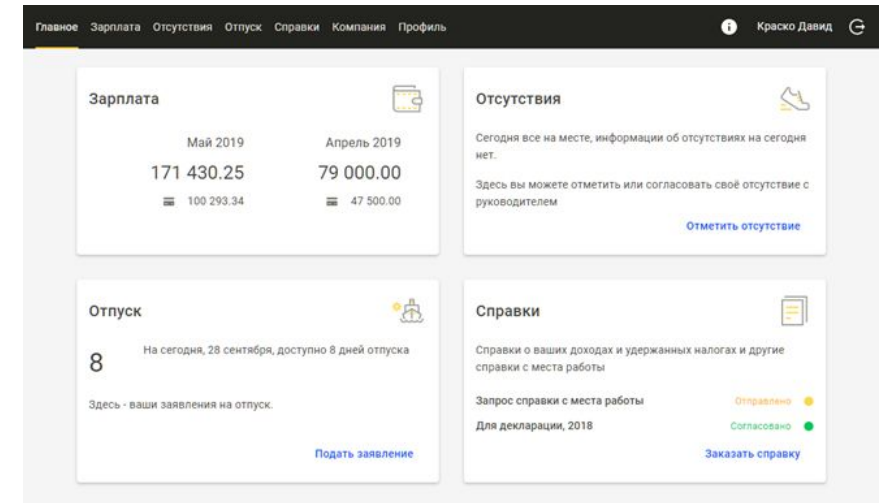 Главное Зарплата Отсутствия Отпуск Справки Компания Профиль Краско Давид
Зарплата
Май 2019 Апрель 2019
171 430.25 79 000.00
100 293.34 47 500.00
Отсутствия
Сегодня все на месте, информации об отсутствиях на сегодня
нет.
Здесь вы можете отметить или согласовать своё отсутствие с
руководителем
Отметить отсутствие
Отпуск
8 На сегодня, 28 сентября, доступно 8 дней отпуска
Здесь - ваши заявления на отпуск.
Подать заявление
Справки
Справки о ваших доходах и удержанных налогах и другие
справки с места работы
Запрос справки с места работы Отправлено
Для декларации, 2018 Согласовано
Заказать справку